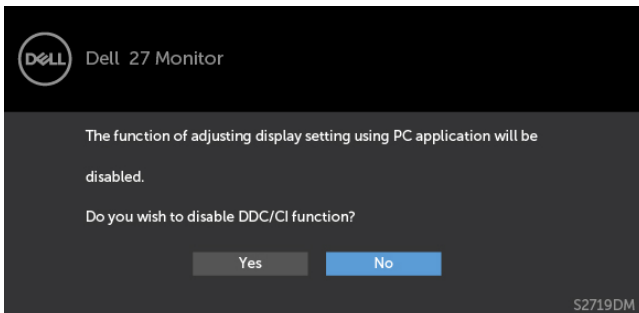 DELL
Dell 27 Monitor
The function of adjusting display setting using PC application will be
disabled.
Do you wish to disable DDC/CI function?
Yes No
S2719DM